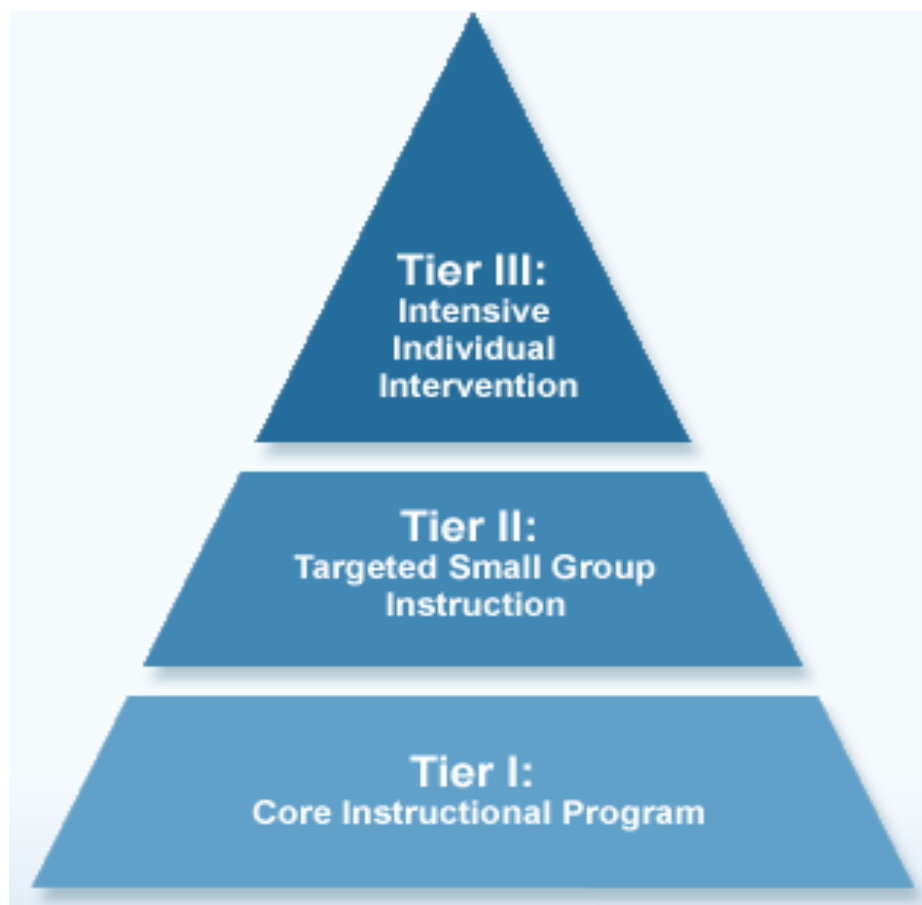 Tier III:
Intensive
Individual
Intervention
Tier II:
Targeted Small Group
Instruction
Tier I:
Core Instructional Program